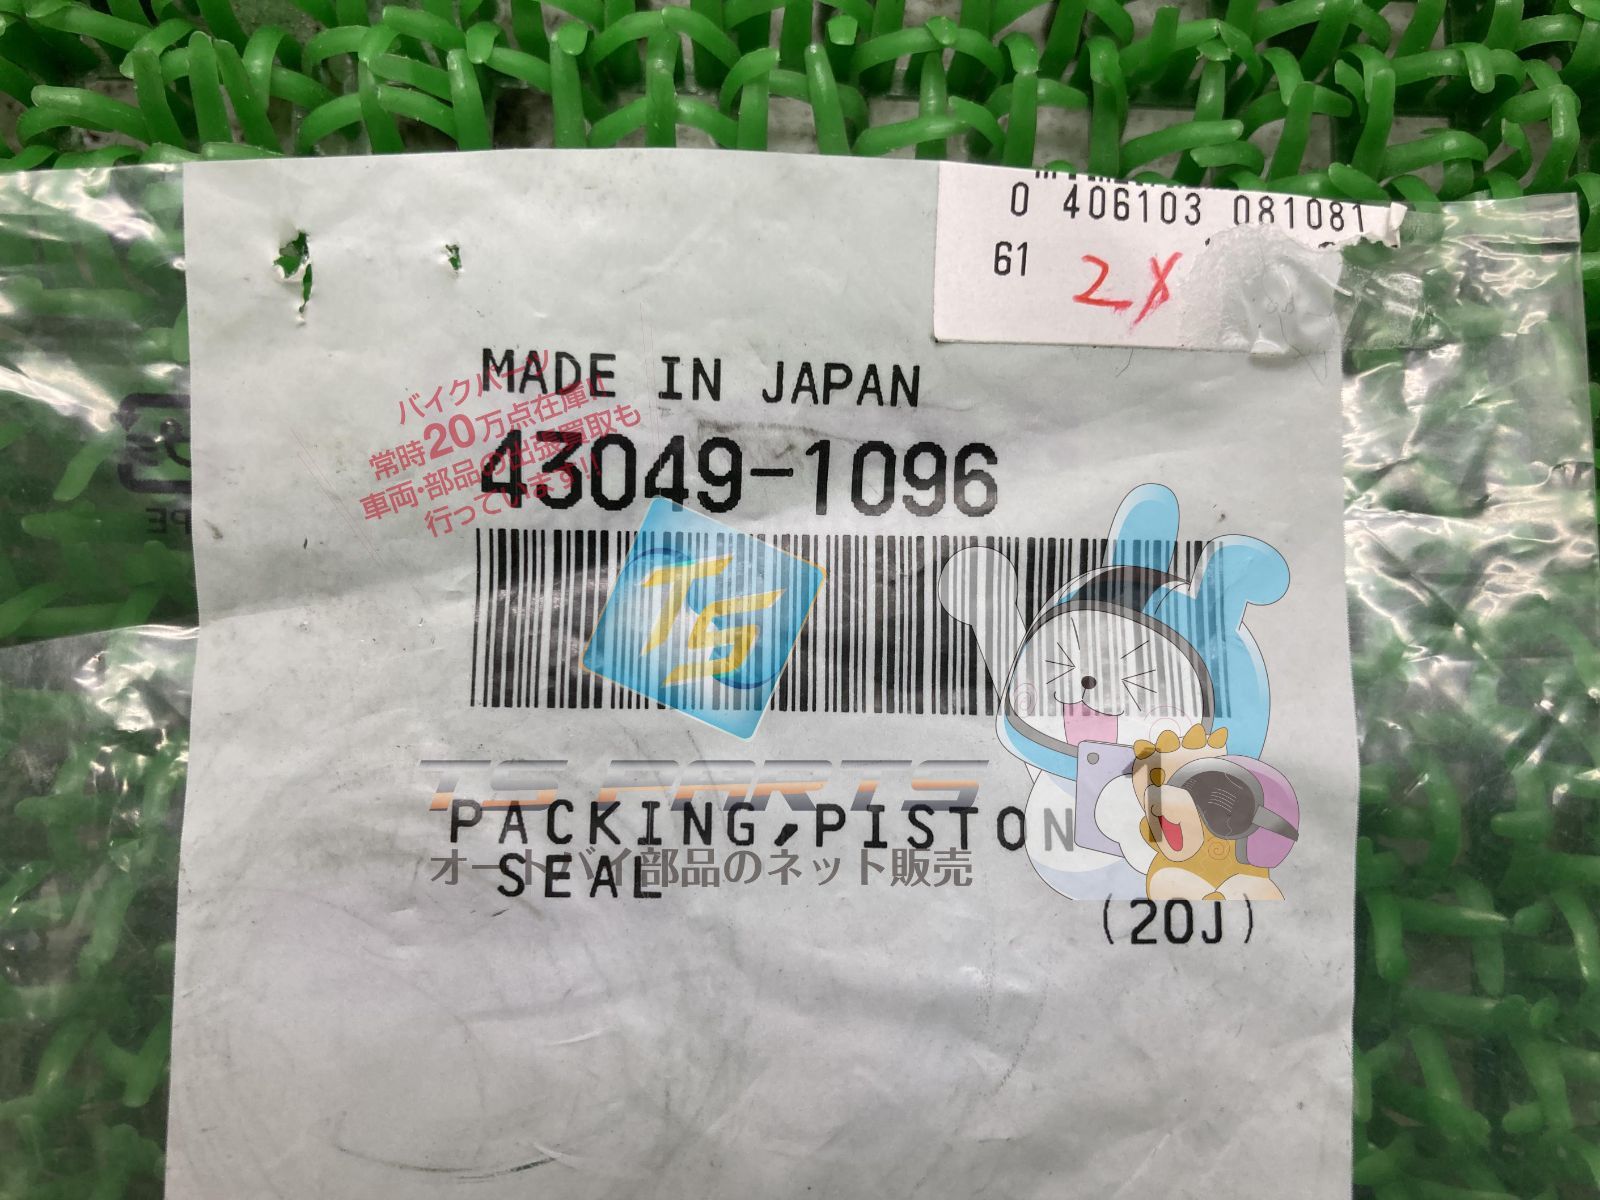 0 406103 081081
61
2
MADE IN JAPAN
バイクパーツ
常時20万点在庫!!
車両・部品の出張買取も
行っています!!
43049-1096
TS
TS PARTS
PACKING,PISTON
オートバイ部品のネット販売
SEAL
(20J)